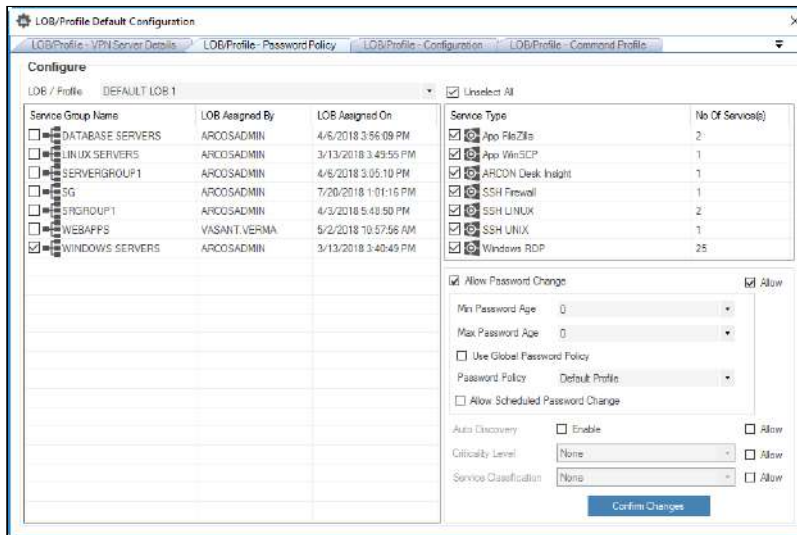 LOB/Profile Default Configuration
LOB/Profile - VPN Server Details LOB/Profile - Password Policy LOB/Profile - Configuration LOB/Profile - Command Profile
Configure
LOB / Profile DEFAULT LOB 1
Unselect All
Service Group Name LOB Assigned By LOB Assigned On
DATABASE SERVERS ARCOSADMIN 4/6/2018 3:56:09 PM
LINUX SERVERS ARCOSADMIN 3/13/2018 3:49:55 PM
SERVERGROUP1 ARCOSADMIN 4/6/2018 3:05:10 PM
SG ARCOSADMIN 7/20/2018 1:01:16 PM
SRGROUP1 ARCOSADMIN 4/3/2018 5:48:50 PM
WEBAPPS VASANT.VERMA 5/2/2018 10:57:56 AM
WINDOWS SERVERS ARCOSADMIN 3/13/2018 3:40:49 PM
Service Type No Of Service(s)
App FileZilla 2
App WinSCP 1
ARCON Desk Insight 1
SSH Firewall 1
SSH LINUX 2
SSH UNIX 1
Windows RDP 25
Allow Password Change Allow
Min Password Age 0
Max Password Age 0
Use Global Password Policy
Password Policy Default Profile
Allow Scheduled Password Change
Auto Discovery Enable Allow
Criticality Level None Allow
Service Classification None Allow
Confirm Changes